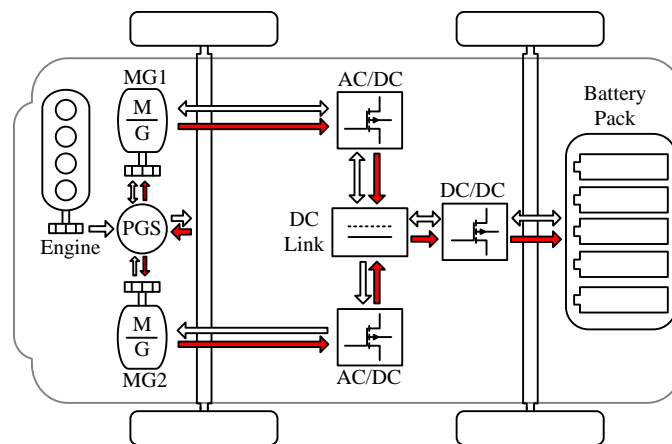 MG1
AC/DC
Battery
Pack
M
G
DC/DC
PGS
DC
Link
Engine
M
G
MG2
AC/DC